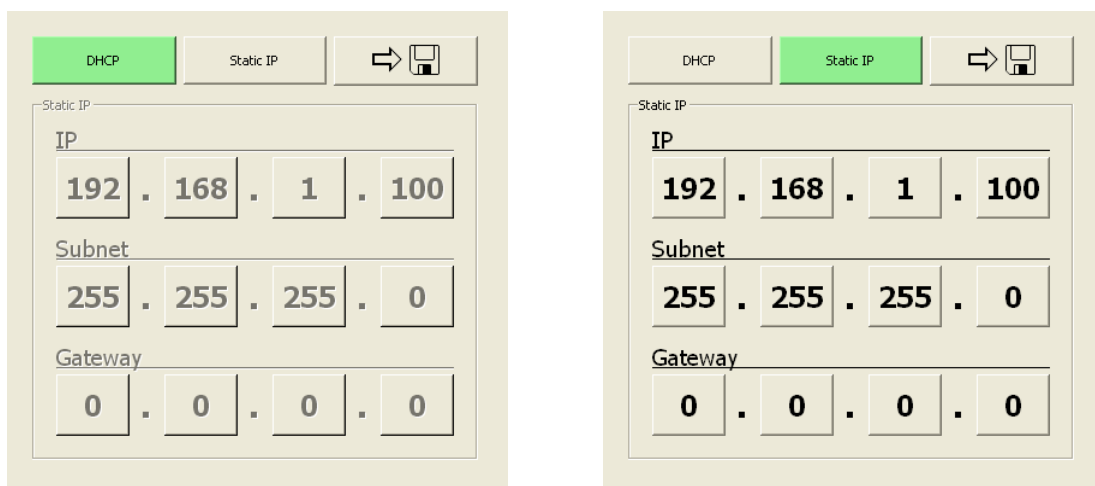 DHCP Static IP
Static IP
IP
192 . 168 . 1 . 100
Subnet
255 . 255 . 255 . 0
Gateway
0 . 0 . 0 . 0
DHCP Static IP
Static IP
IP
192 . 168 . 1 . 100
Subnet
255 . 255 . 255 . 0
Gateway
0 . 0 . 0 . 0